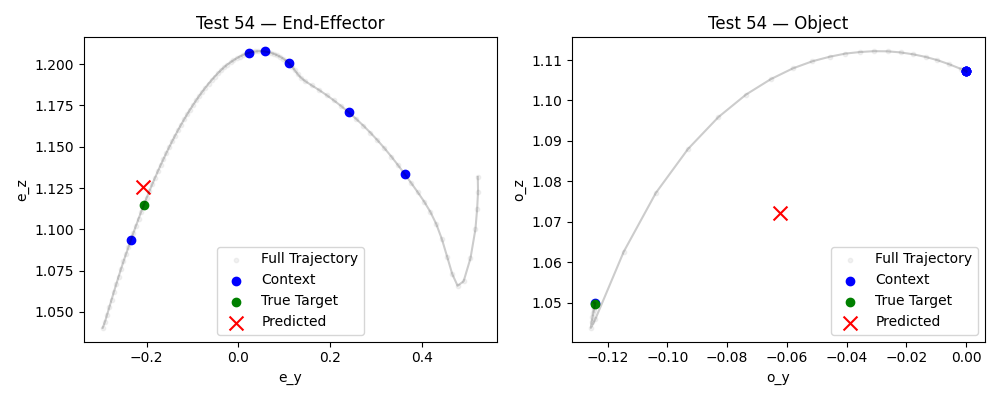 Test 54 — End-Effector
e_z
1.200
1.175
1.150
1.125
1.100
1.075
1.050
−0.2
0.0
0.2
0.4
e_y
Full Trajectory
Context
True Target
Predicted
Test 54 — Object
o_z
1.11
1.10
1.09
1.08
1.07
1.06
1.05
−0.12
−0.10
−0.08
−0.06
−0.04
−0.02
0.00
o_y
Full Trajectory
Context
True Target
Predicted